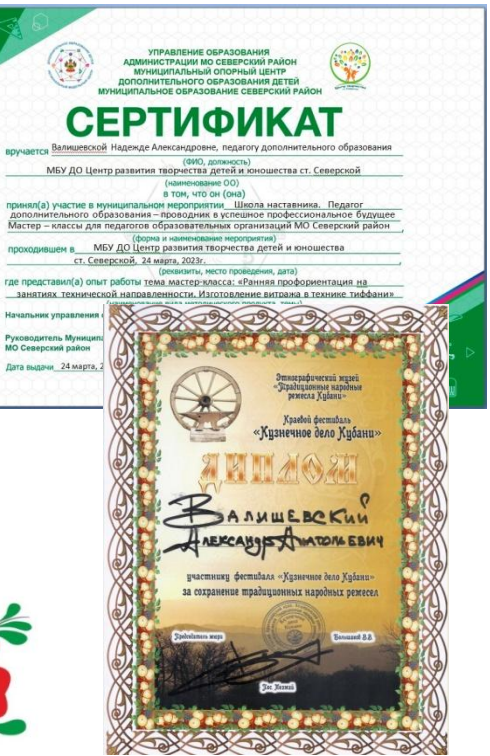 УПРАВЛЕНИЕ ОБРАЗОВАНИЯ
АДМИНИСТРАЦИИ МО СЕВЕРСКИЙ РАЙОН
МУНИЦИПАЛЬНЫЙ ОПОРНЫЙ ЦЕНТР
ДОПОЛНИТЕЛЬНОГО ОБРАЗОВАНИЯ ДЕТЕЙ
МУНИЦИПАЛЬНОЕ ОБРАЗОВАНИЕ СЕВЕРСКИЙ РАЙОН
СЕРТИФИКАТ
вручается Валишевской Надежде Александровне, педагогу дополнительного образования
(ФИО, должность)
МБУ ДО Центр развития творчества детей и юношества ст. Северской
(наименование ОО)
в том, что он (она)
принял(а) участие в муниципальном мероприятии Школа наставника. Педагог
дополнительного образования – проводник в успешное профессиональное будущее
Мастер – классы для педагогов образовательных организаций МО Северский район
(форма и наименование мероприятия)
проходившем в МБУ ДО Центр развития творчества детей и юношества
ст. Северской, 24 марта, 2023г.
(реквизиты, место проведения, дата)
где представил(а) опыт работы тема мастер-класса: «Ранняя профориентация на
занятиях технической направленности. Изготовление витража в технике тиффани»
Начальник управления
Руководитель
МО Северский район
Дата выдачи 24 марта, 2
Этнографический музей
«Традиционные народные
ремесла Кубани»
Краевой фестиваль
«Кузнечное дело Кубани»
ДИПЛОМ
Валишевский
Александр Анатольевич
участнику фестиваля «Кузнечное дело Кубани»
за сохранение традиционных народных ремесел